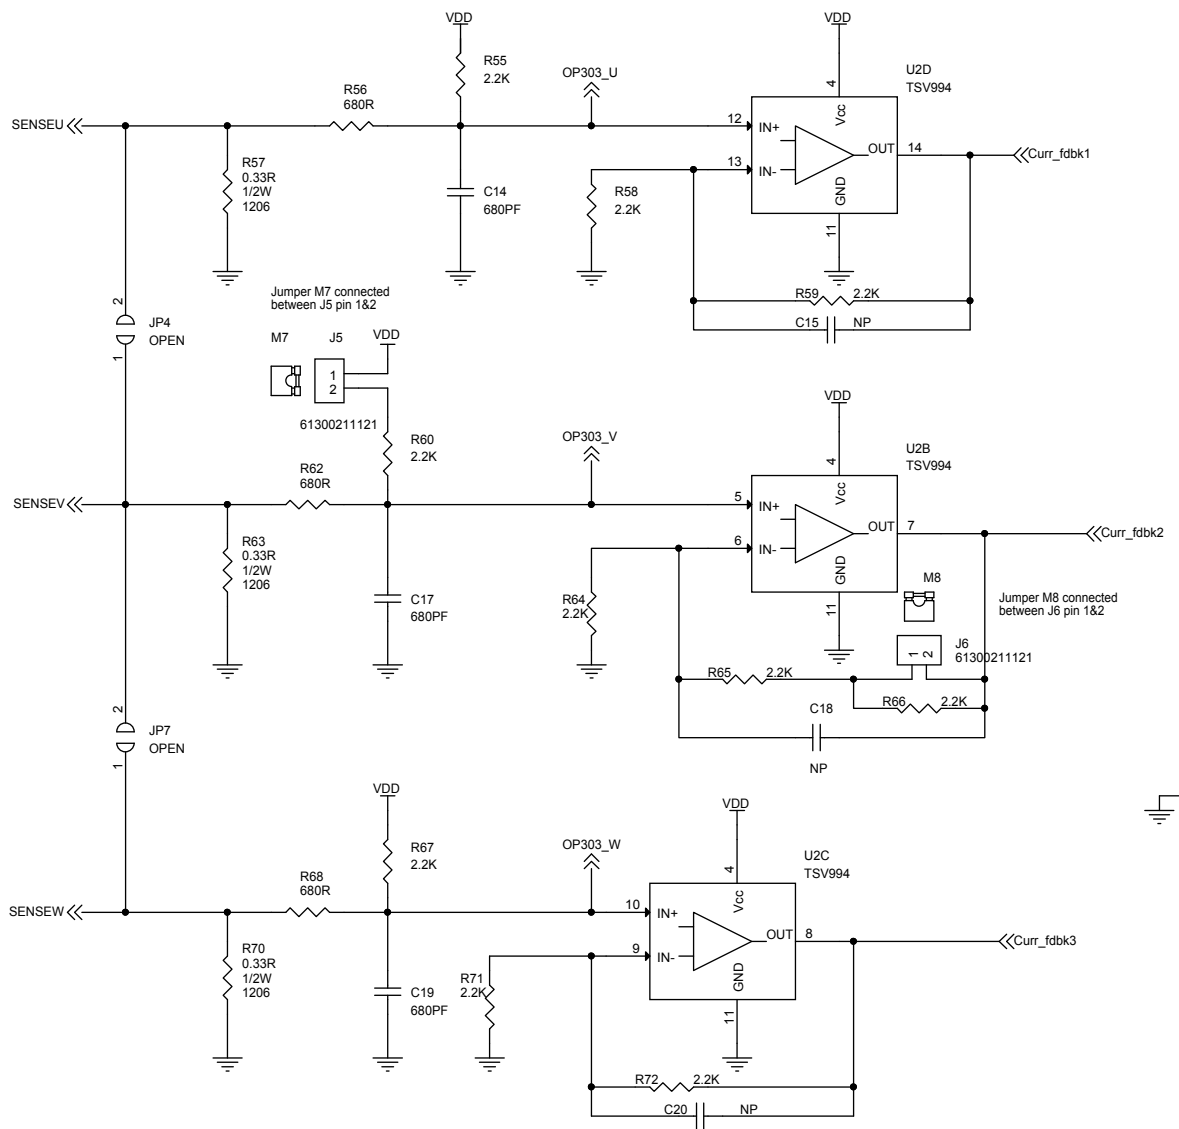 VDD
R55
2.2K
R56
680R
OP303_U
SENSEU
R57
0.33R
1/2W
1206
C14
680PF
R58
2.2K
VDD
U2D
TSV994
4
Vcc
12
IN+
13
IN-
OUT
14
GND
11
Curr_fdbk1
R59
2.2K
C15
NP
2
JP4
OPEN
1
Jumper M7 connected
between J5 pin 1&2
M7
J5
VDD
1
2
61300211121
R60
2.2K
R62
680R
OP303_V
SENSEV
R63
0.33R
1/2W
1206
C17
680PF
R64
2.2K
VDD
U2B
TSV994
4
Vcc
5
IN+
6
IN-
OUT
7
GND
11
Curr_fdbk2
M8
Jumper M8 connected
between J6 pin 1&2
J6
61300211121
1
2
R65
2.2K
R66
2.2K
C18
NP
2
JP7
OPEN
1
VDD
R67
2.2K
R68
680R
OP303_W
SENSEW
R70
0.33R
1/2W
1206
C19
680PF
R71
2.2K
VDD
U2C
TSV994
4
Vcc
10
IN+
9
IN-
OUT
8
GND
11
Curr_fdbk3
R72
2.2K
C20
NP